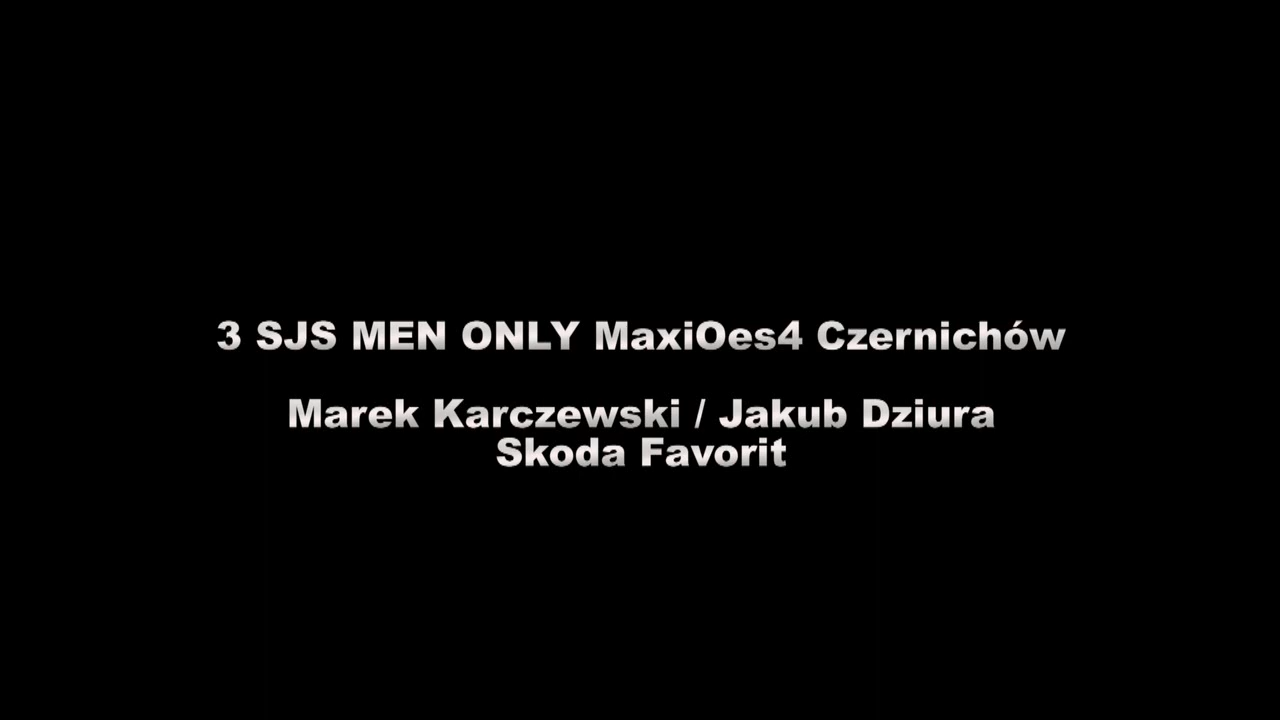 3 SJS MEN ONLY MaxiOes4 Czernichów
Marek Karczewski / Jakub Dziura
Skoda Favorit